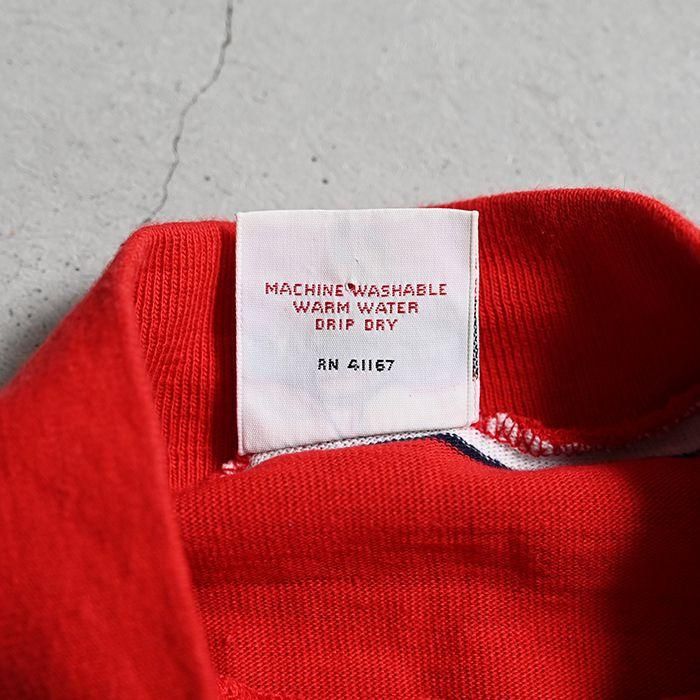 MACHINE WASHABLE
WARM WATER
DRIP DRY
RN 41167